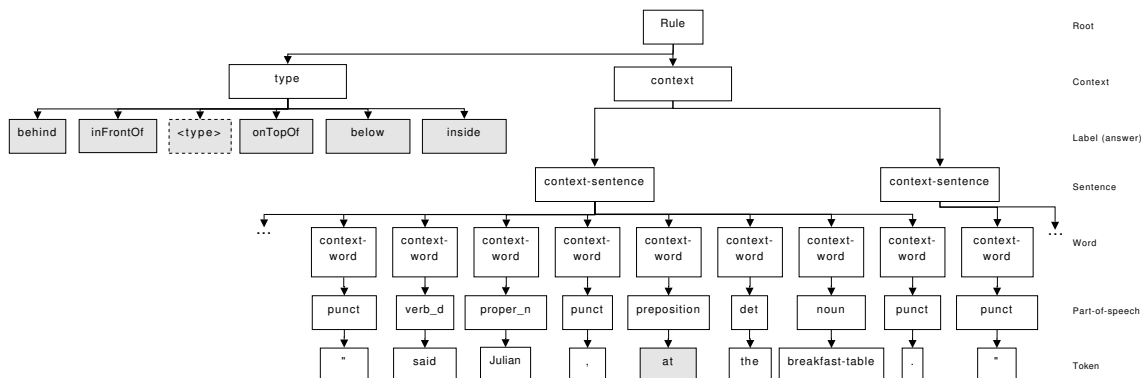 Rule
Root
type
context
Context
behind
inFrontOf
<type>
onTopOf
below
inside
Label (answer)
context-sentence
context-sentence
Sentence
...
context-
word
context-
word
context-
word
context-
word
context-
word
context-
word
context-
word
context-
word
context-
word
...
Word
punct
verb_d
proper_n
punct
preposition
det
noun
punct
punct
Part-of-speech
"
said
Julian
,
at
the
breakfast-table
.
"
Token